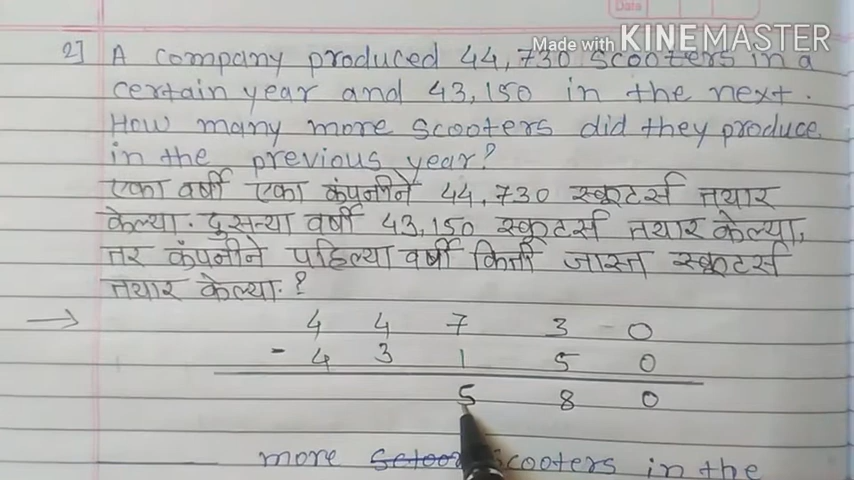 Date
Made with KINEMASTER
2] A company produced 44,730 scooters in a
certain year and 43,150 in the next.
How many more scooters did they produce
in the previous year?
एका वर्षी एका कंपनीने 44,730 स्कूटर्स तयार
केल्या. दुसऱ्या वर्षी 43,150 स्कूटर्स तयार केल्या,
तर कंपनीने पहिल्या वर्षी किती जास्त स्कूटर्स
तयार केल्या.?
→ 4 4 7 3 0
- 4 3 1 5 0
5 8 0
more scooters in the